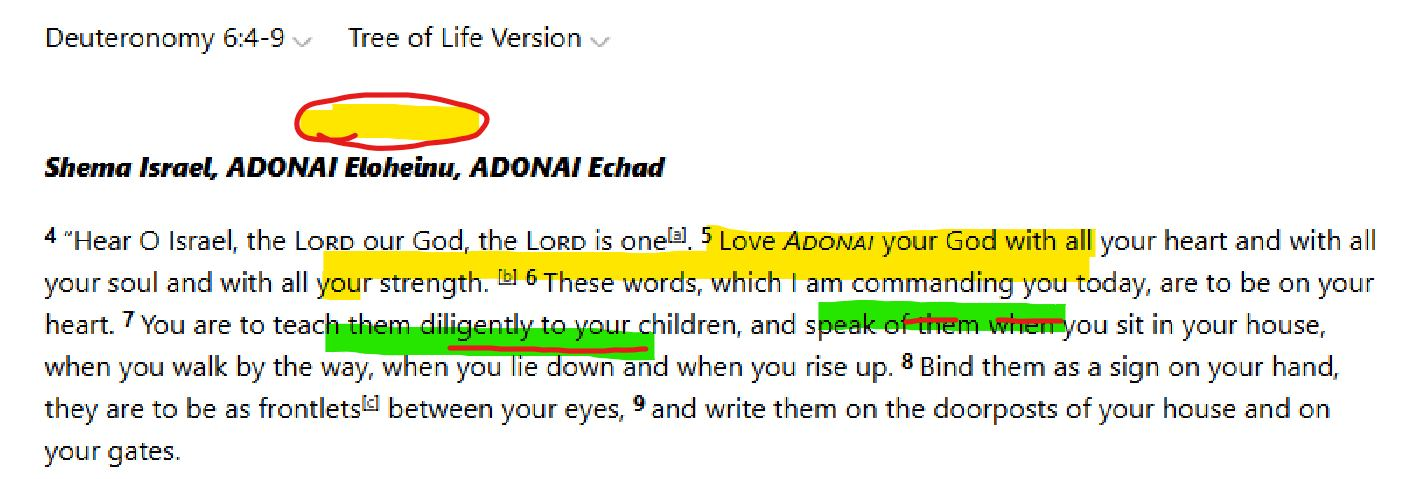 Deuteronomy 6:4-9 Tree of Life Version
Shema Israel, ADONAI Eloheinu, ADONAI Echad
4 “Hear O Israel, the LORD our God, the LORD is one[a]. 5 Love ADONAI your God with all your heart and with all
your soul and with all your strength. [b] 6 These words, which I am commanding you today, are to be on your
heart. 7 You are to teach them diligently to your children, and speak of them when you sit in your house,
when you walk by the way, when you lie down and when you rise up. 8 Bind them as a sign on your hand,
they are to be as frontlets[c] between your eyes, 9 and write them on the doorposts of your house and on
your gates.